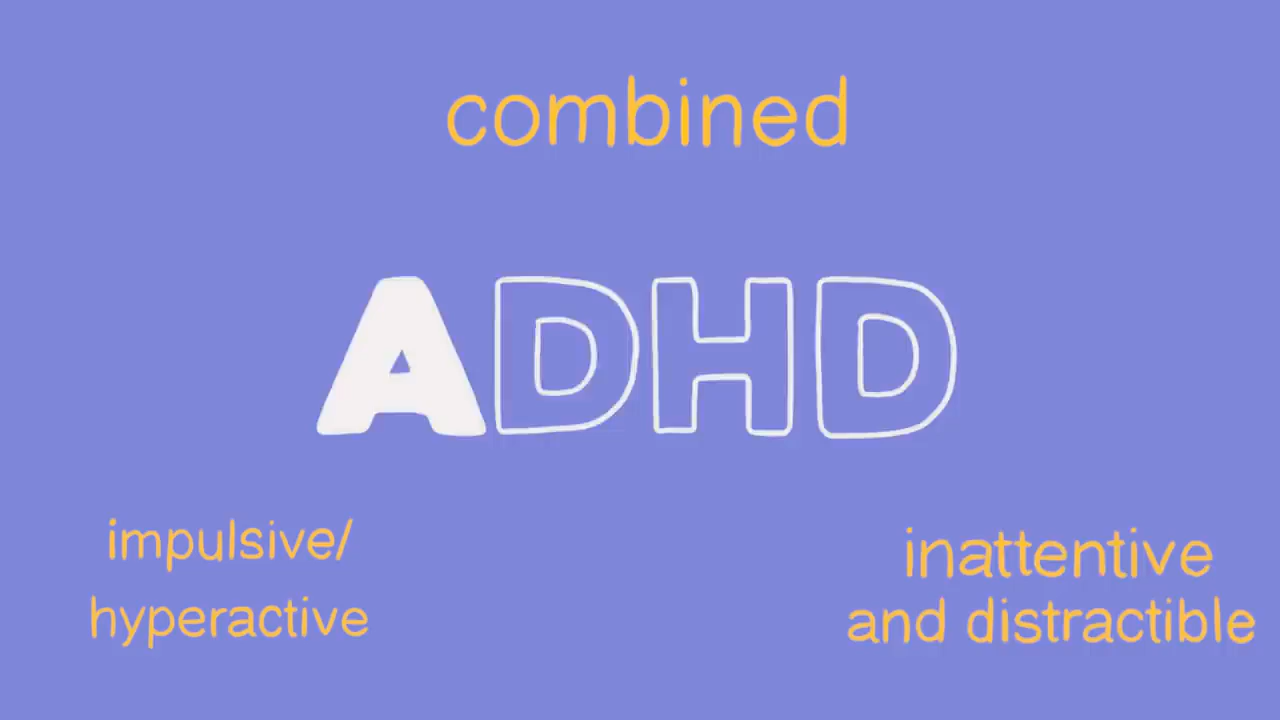 combined
ADHD
impulsive/
hyperactive
inattentive
and distractible